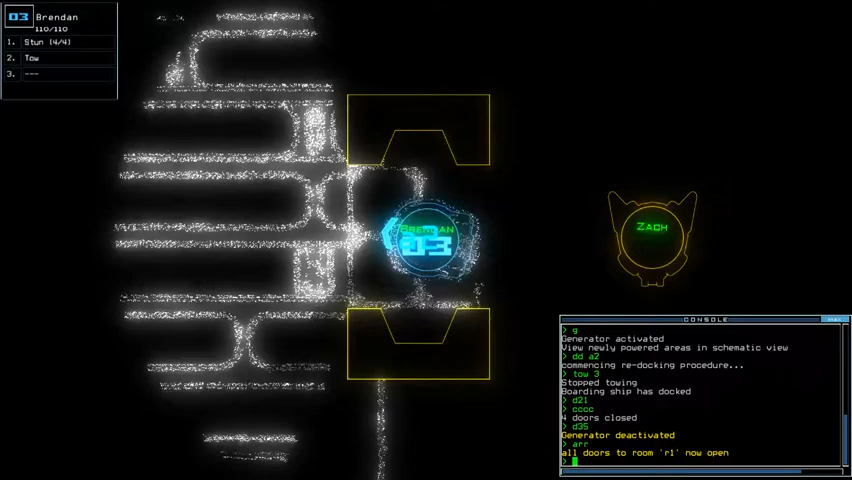 03 Brendan
110/110
1. Stun (4/4)
2. Tow
3. ---
BRENDAN
03
ZACH
CONSOLE
> g
Generator activated
View newly powered areas in schematic view
> dd a2
commencing re-docking procedure...
> tow 3
Stopped towing
Boarding ship has docked
> d21
> cccc
4 doors closed
> d35
Generator deactivated
> arr
all doors to room 'r1' now open
>